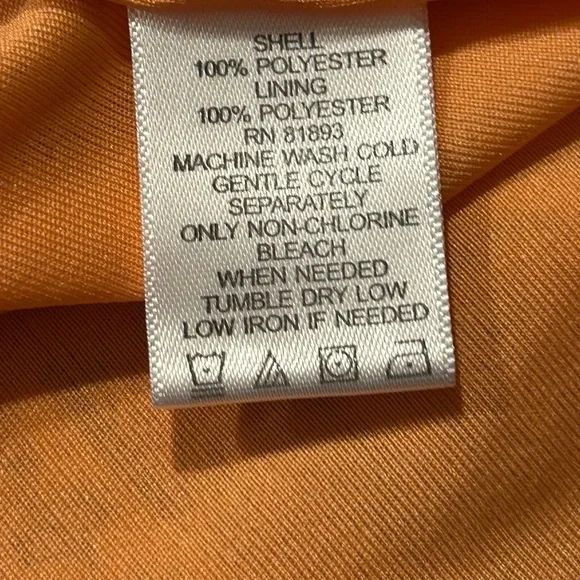 SHELL
100% POLYESTER
LINING
100% POLYESTER
RN 81893
MACHINE WASH COLD
GENTLE CYCLE
SEPARATELY
ONLY NON-CHLORINE
BLEACH
WHEN NEEDED
TUMBLE DRY LOW
LOW IRON IF NEEDED